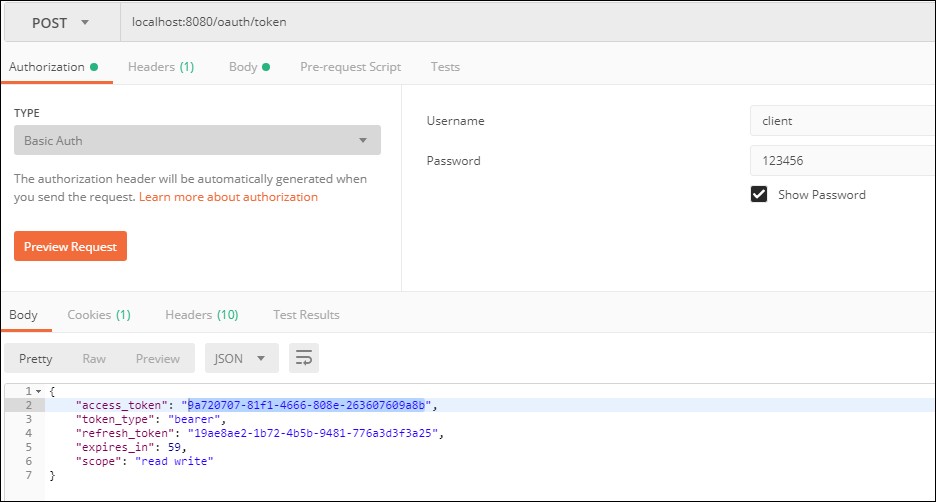 POST localhost:8080/oauth/token
Authorization Headers (1) Body Pre-request Script Tests
TYPE
Basic Auth
The authorization header will be automatically generated when
you send the request. Learn more about authorization
Preview Request
Username client
Password 123456
Show Password
Body Cookies (1) Headers (10) Test Results
Pretty Raw Preview JSON
1 {
2 "access_token": "9a720707-81f1-4666-808e-263607609a8b",
3 "token_type": "bearer",
4 "refresh_token": "19ae8ae2-1b72-4b5b-9481-776a3d3f3a25",
5 "expires_in": 59,
6 "scope": "read write"
7 }